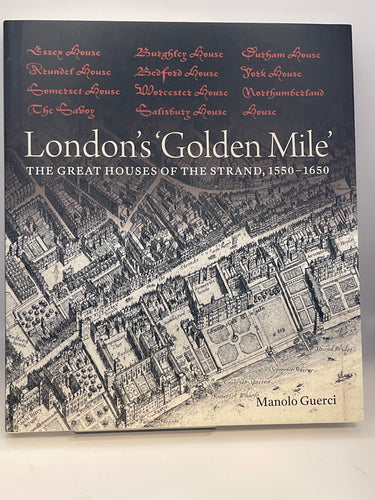 Essex House Burghley House Durham House
Arundel House Bedford House York House
Somerset House Worcester House Northumberland
The Savoy Salisbury House House
London's 'Golden Mile'
THE GREAT HOUSES OF THE STRAND, 1550–1650
Manolo Guerci